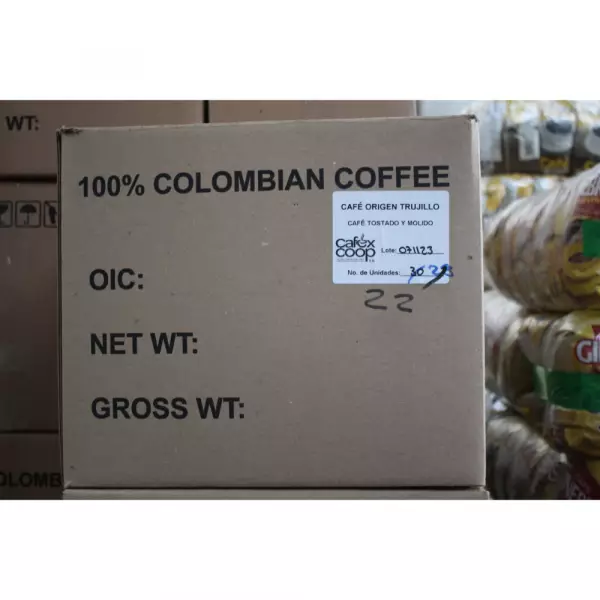 WT:
100% COLOMBIAN COFFEE
CAFÉ ORIGEN TRUJILLO
CAFÉ TOSTADO Y MOLIDO
cafèx
coop
Lote: 071123
No. de Unidades: 30
22
OIC:
NET WT:
GROSS WT:
OLOMB